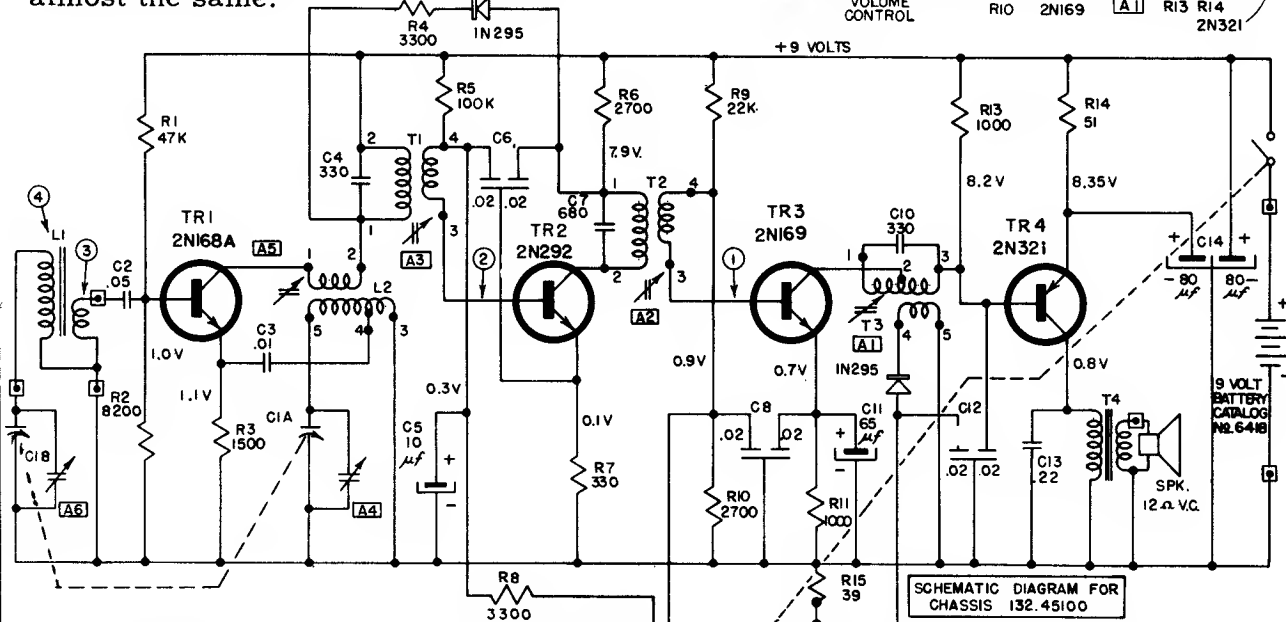 almost the same.
VOLUME
CONTROL
R10 2N169 A1 R13 R14
2N321
R4
3300
1N295
+9 VOLTS
R1
47K
R5
100K
R6
2700
R9
22K
R13
1000
R14
51
2
T1
4
C6
7.9V.
C4
330
.02 .02
1
T2
4
8.2V
8.35V
C7
680
4
L1
3
TR1
2N168A
A5
1
2
1
A3
3
2
TR2
2N292
2
3
A2
1
TR3
2N169
C10
330
1
2
3
TR4
2N321
+ C14 +
- 80 80 -
μf μf
C2
.05
L2
5
4
3
T3
A1
4
5
C3
.01
1.0V
1.1V
0.3V
0.1V
0.9V
0.7V
1N295
0.8V
+
-
9 VOLT
BATTERY
CATALOG
No. 6418
R2
8200
C1B
A6
R3
1500
C1A
A4
C5
10
μf
+
-
R7
330
C8
.02 .02
C11
65
μf
+
-
C12
.02 .02
C13
.22
T4
SPK.
12Ω V.C.
R10
2700
R11
1000
R8
3300
R15
39
SCHEMATIC DIAGRAM FOR
CHASSIS 132.45100